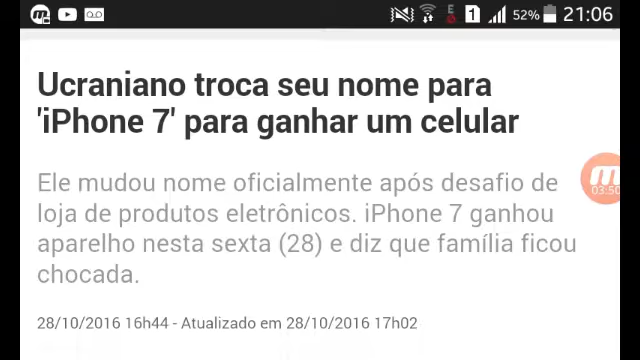 E 1 52% 21:06
Ucraniano troca seu nome para
'iPhone 7' para ganhar um celular
Ele mudou nome oficialmente após desafio de
loja de produtos eletrônicos. iPhone 7 ganhou
aparelho nesta sexta (28) e diz que família ficou
chocada.
03:50
28/10/2016 16h44 - Atualizado em 28/10/2016 17h02